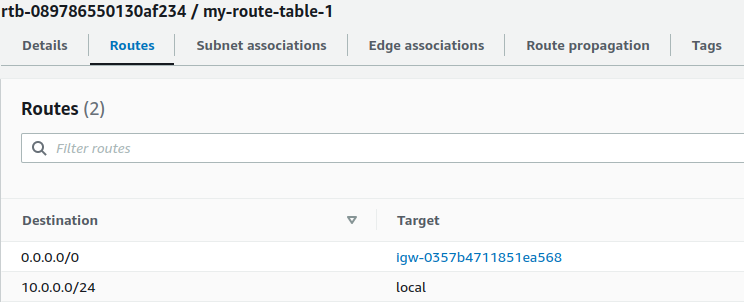 rtb-089786550130af234 / my-route-table-1
Details Routes Subnet associations Edge associations Route propagation Tags
Routes (2)
Filter routes
Destination Target
0.0.0.0/0 igw-0357b4711851ea568
10.0.0.0/24 local